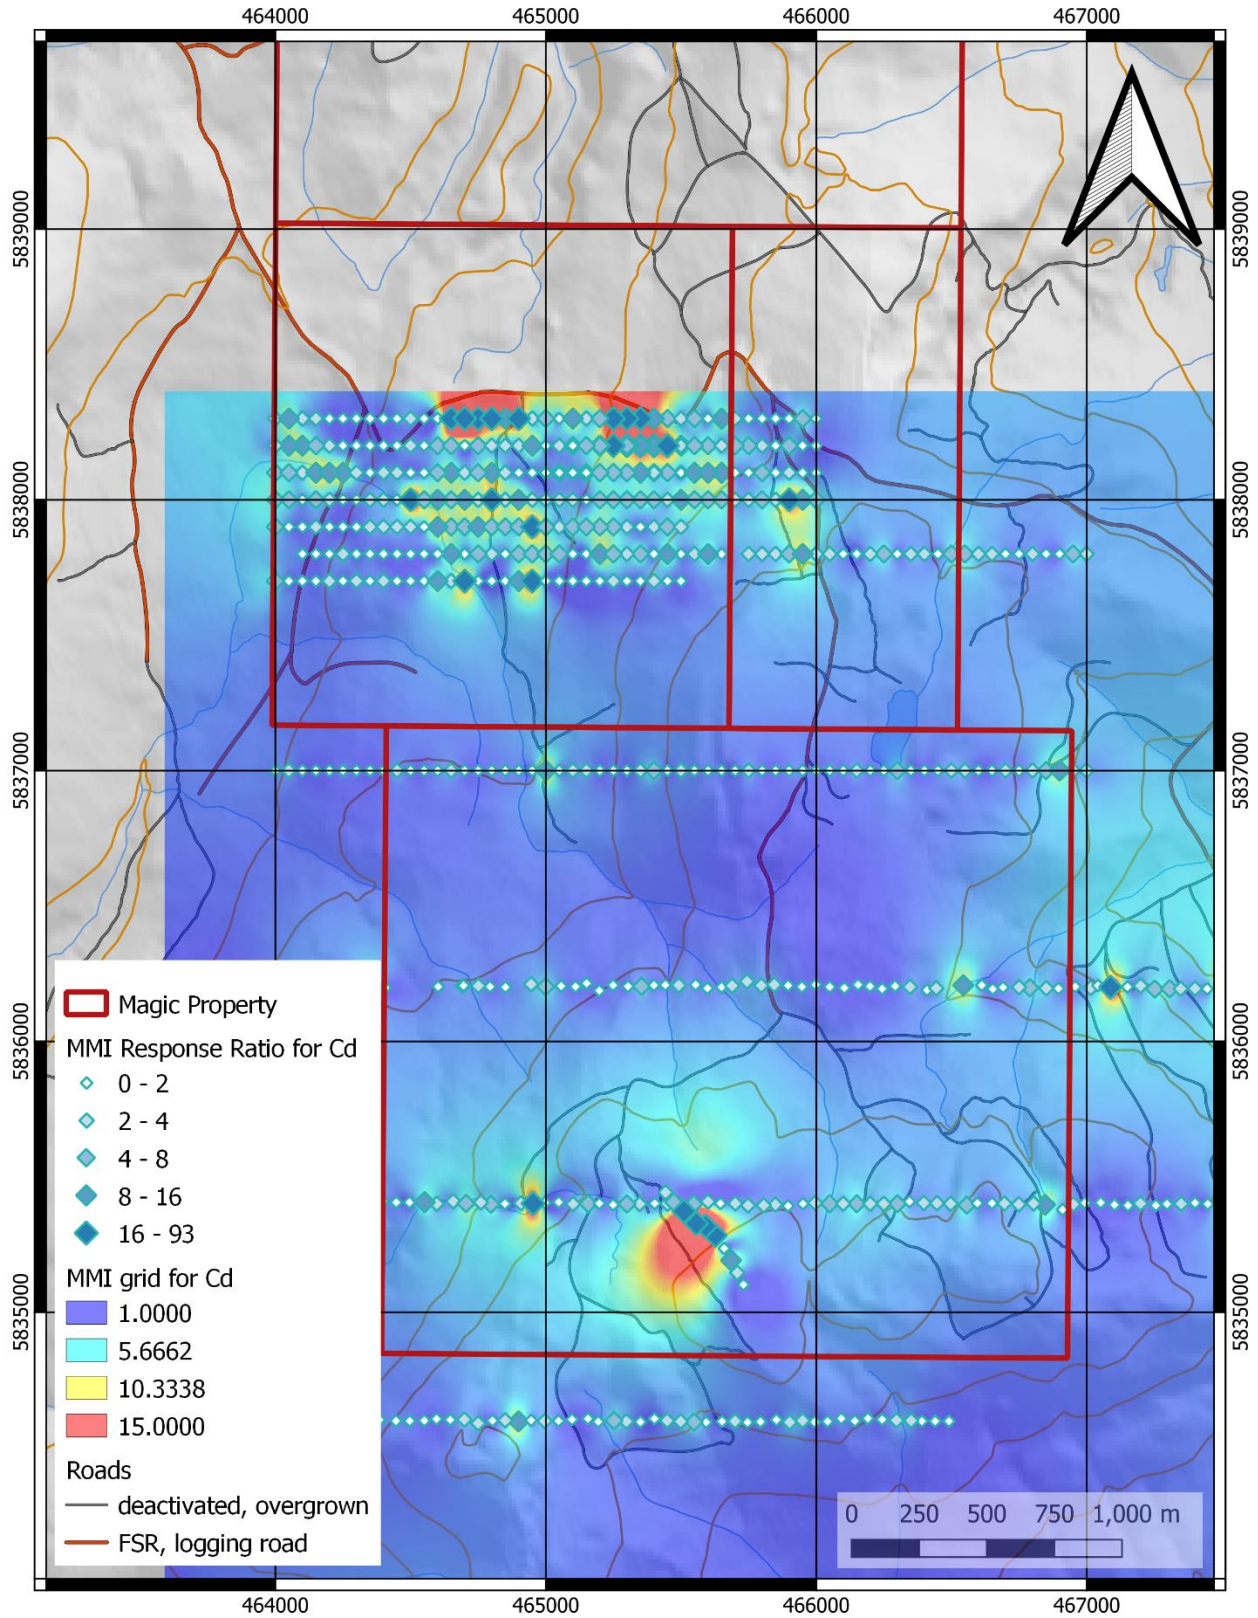 464000 465000 466000 467000
5839000 5839000
5838000 5838000
5837000 5837000
5836000 5836000
5835000 5835000
Magic Property
MMI Response Ratio for Cd
0 - 2
2 - 4
4 - 8
8 - 16
16 - 93
MMI grid for Cd
1.0000
5.6662
10.3338
15.0000
Roads
deactivated, overgrown
FSR, logging road
0 250 500 750 1,000 m
464000 465000 466000 467000